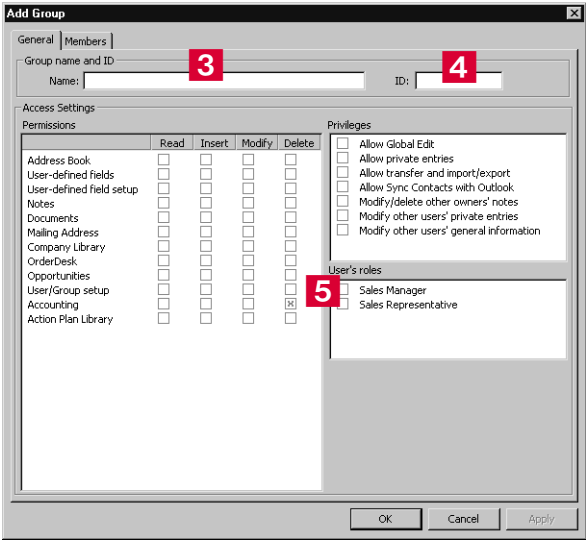 Add Group
General Members
Group name and ID
3
4
Name: ID:
Access Settings
Permissions
Read Insert Modify Delete
Address Book
User-defined fields
User-defined field setup
Notes
Documents
Mailing Address
Company Library
OrderDesk
Opportunities
User/Group setup
Accounting
Action Plan Library
Privileges
Allow Global Edit
Allow private entries
Allow transfer and import/export
Allow Sync Contacts with Outlook
Modify/delete other owners' notes
Modify other users' private entries
Modify other users' general information
User's roles
5
Sales Manager
Sales Representative
OK Cancel Apply